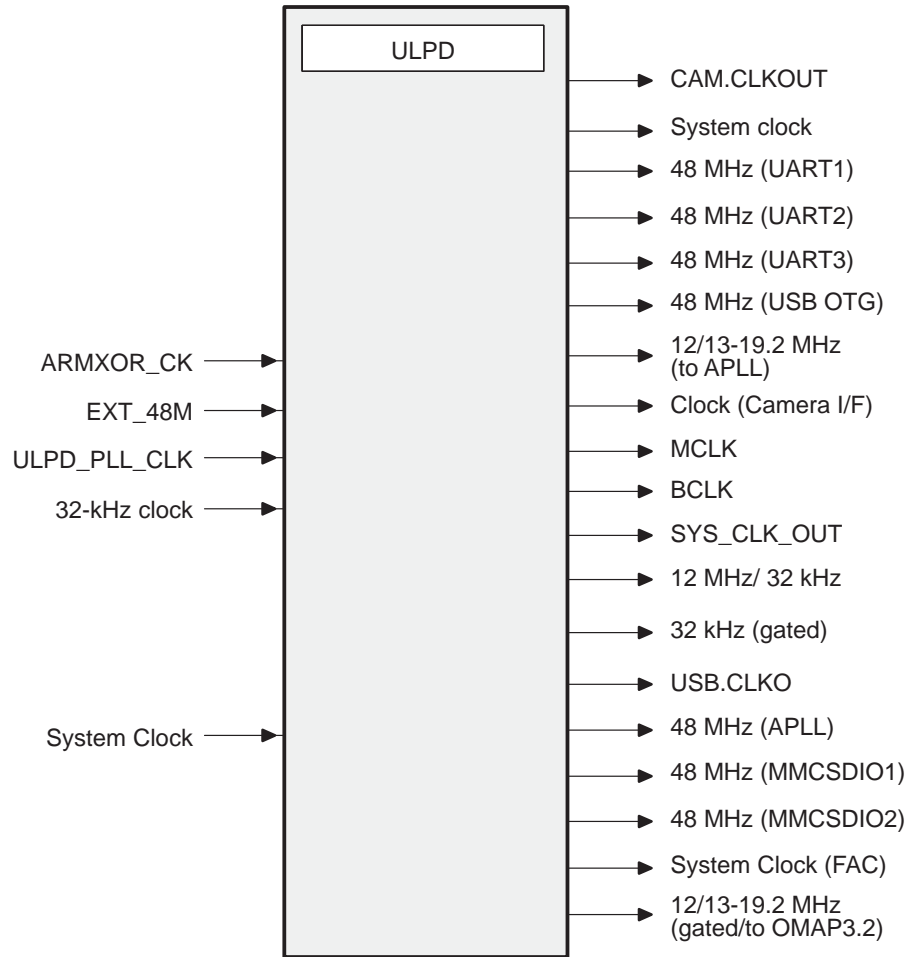 ULPD
CAM.CLKOUT
System clock
48 MHz (UART1)
48 MHz (UART2)
48 MHz (UART3)
48 MHz (USB OTG)
12/13-19.2 MHz
(to APLL)
Clock (Camera I/F)
MCLK
BCLK
SYS_CLK_OUT
12 MHz/ 32 kHz
32 kHz (gated)
USB.CLKO
48 MHz (APLL)
48 MHz (MMCSDIO1)
48 MHz (MMCSDIO2)
System Clock (FAC)
12/13-19.2 MHz
(gated/to OMAP3.2)
ARMXOR_CK
EXT_48M
ULPD_PLL_CLK
32-kHz clock
System Clock